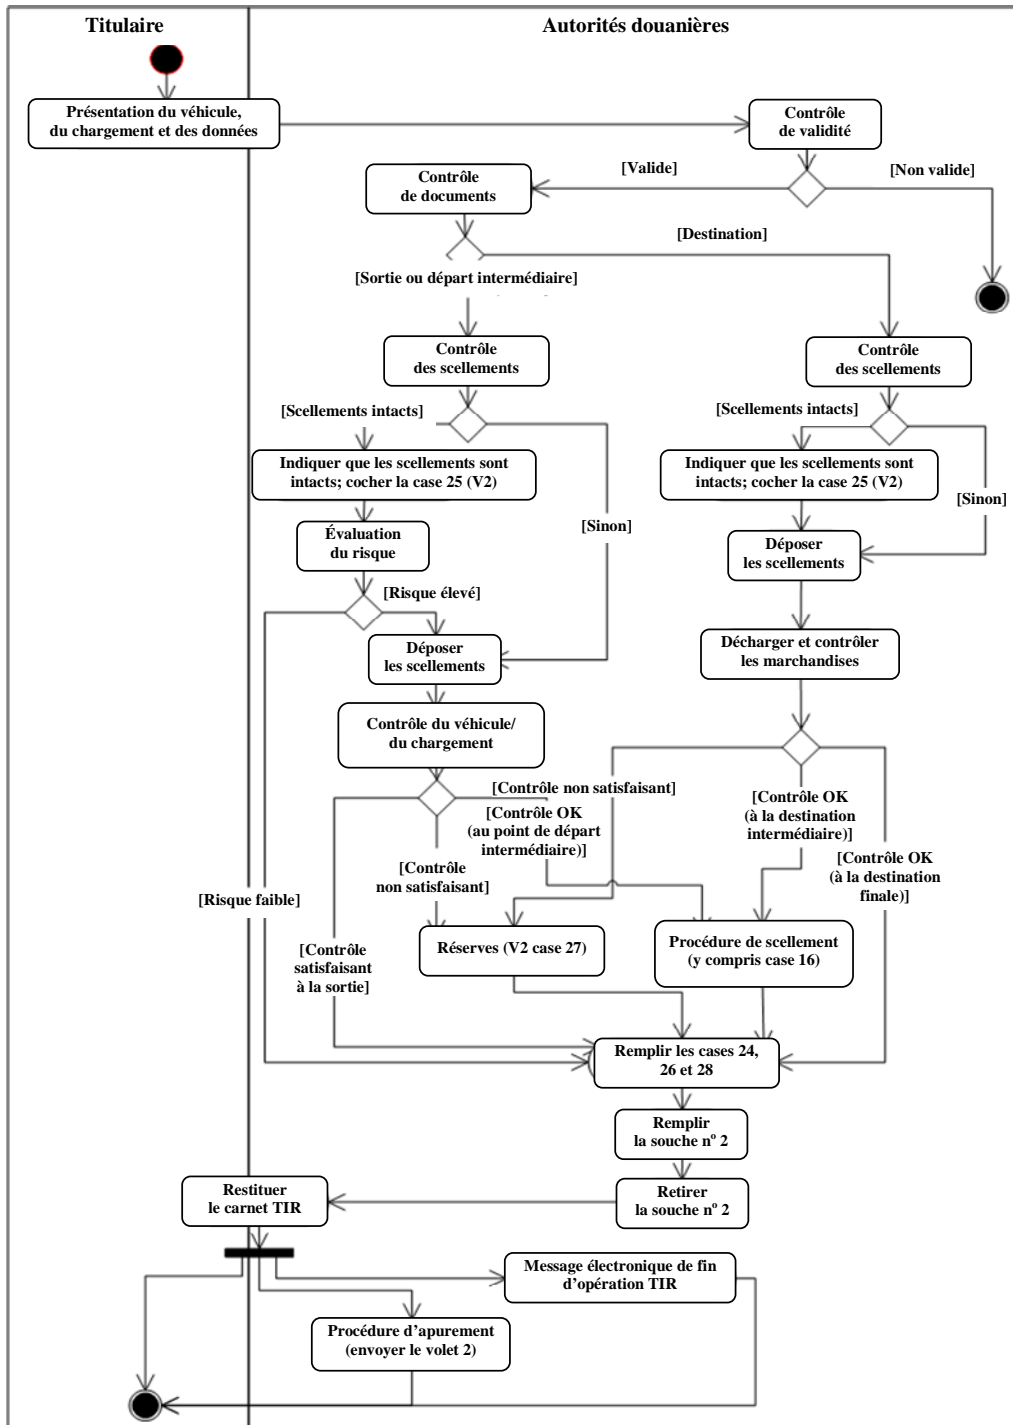 Titulaire
Autorités douanières
Présentation du véhicule,
du chargement et des données
Contrôle
de validité
[Valide]
[Non valide]
Contrôle
de documents
[Destination]
[Sortie ou départ intermédiaire]
Contrôle
des scellements
Contrôle
des scellements
[Scellements intacts]
[Scellements intacts]
Indiquer que les scellements sont
intacts; cocher la case 25 (V2)
Indiquer que les scellements sont
intacts; cocher la case 25 (V2)
[Sinon]
[Sinon]
Évaluation
du risque
Déposer
les scellements
[Risque élevé]
Déposer
les scellements
Décharger et contrôler
les marchandises
Contrôle du véhicule/
du chargement
[Contrôle non satisfaisant]
[Contrôle OK
(au point de départ
intermédiaire)]
[Contrôle OK
(à la destination
intermédiaire)]
[Contrôle
non satisfaisant]
[Contrôle OK
(à la destination
finale)]
[Risque faible]
[Contrôle
satisfaisant
à la sortie]
Réserves (V2 case 27)
Procédure de scellement
(y compris case 16)
Remplir les cases 24,
26 et 28
Remplir
la souche nº 2
Restituer
le carnet TIR
Retirer
la souche nº 2
Message électronique de fin
d'opération TIR
Procédure d'apurement
(envoyer le volet 2)